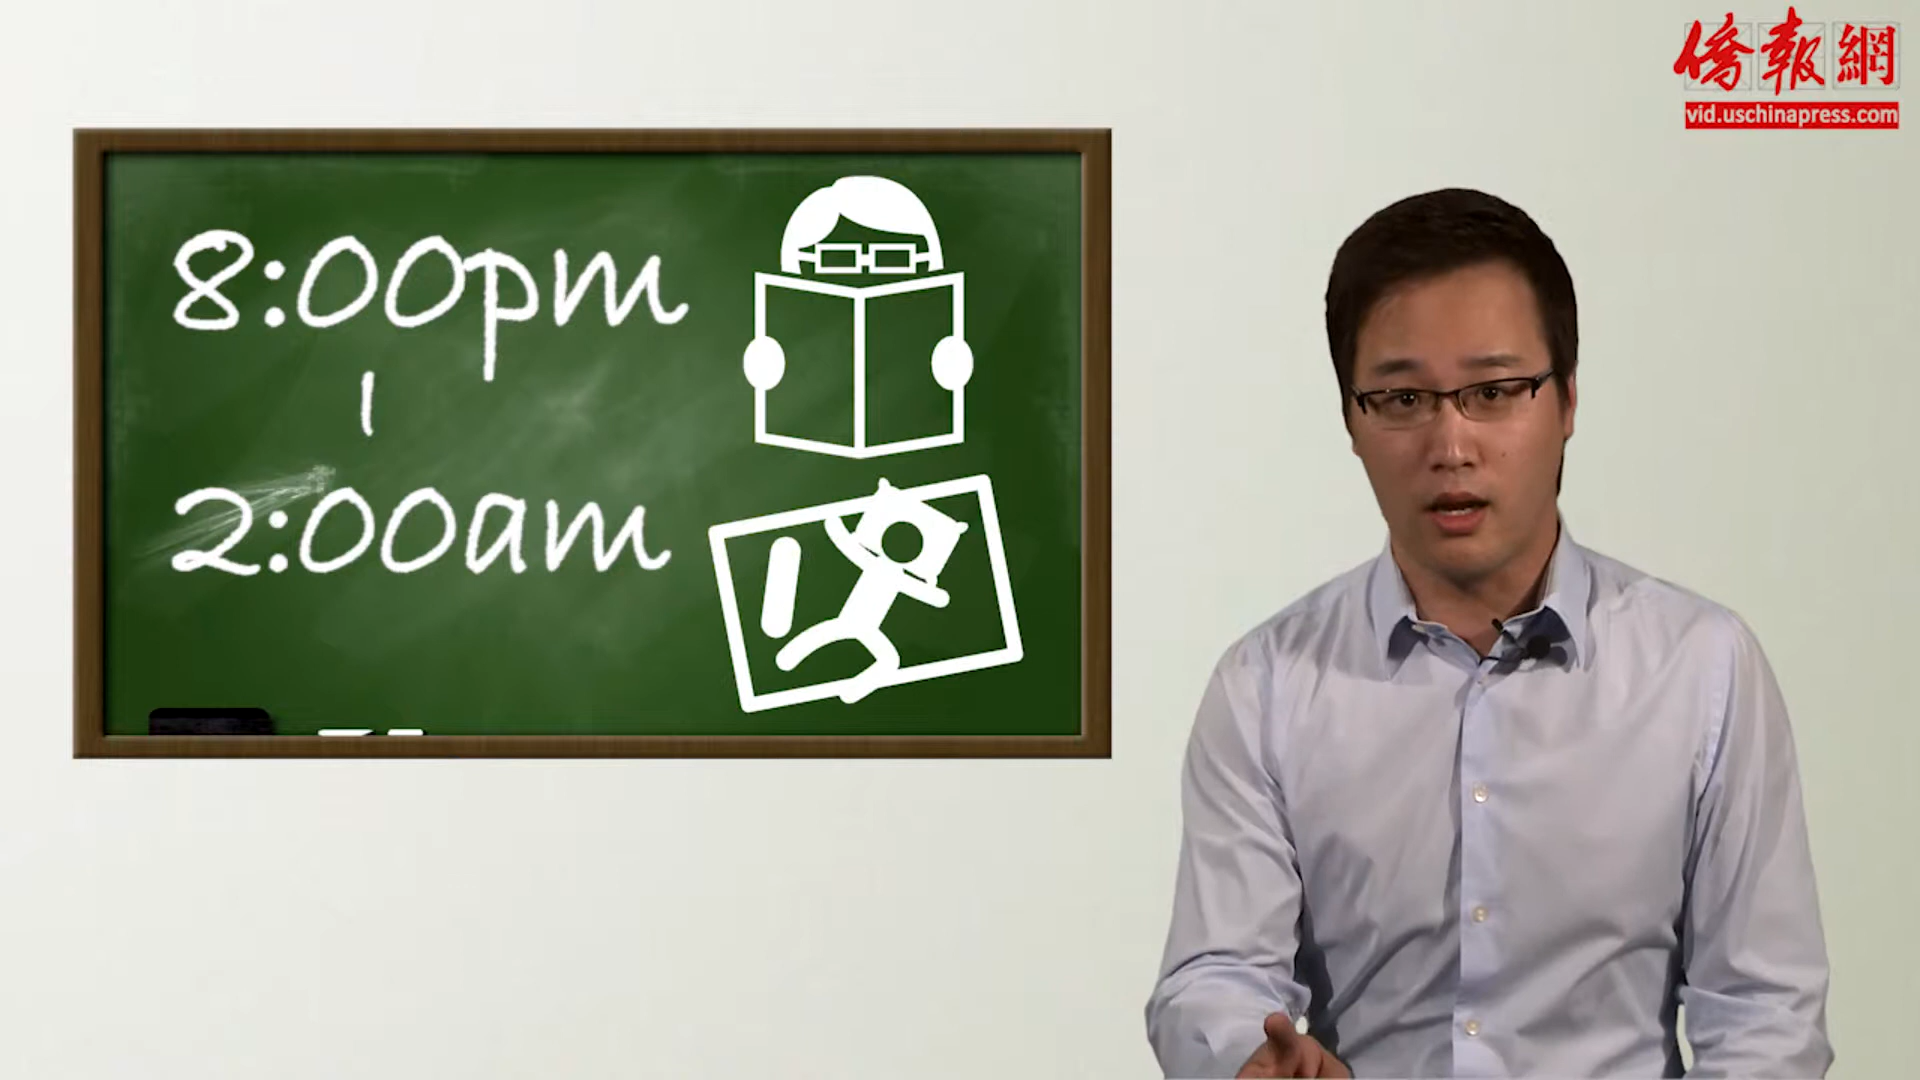 僑報網
vid.uschinapress.com
8:00pm
-
2:00am